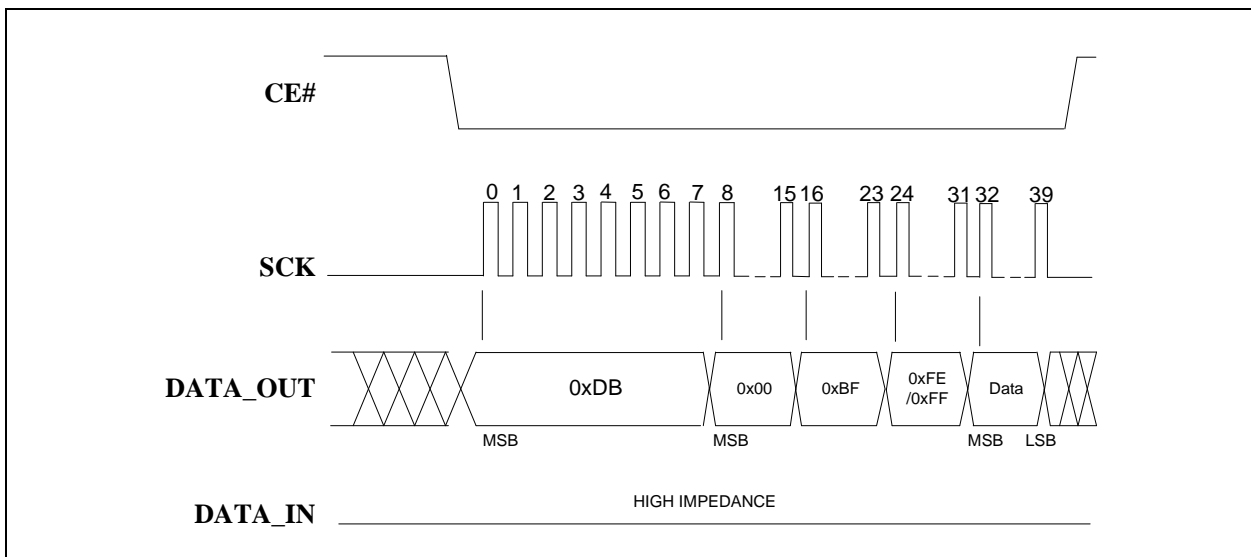 CE#
0 1 2 3 4 5 6 7 8 15 16 23 24 31 32 39
SCK
DATA_OUT
0xDB
0x00
0xBF
0xFE
/0xFF
Data
MSB MSB MSB LSB
HIGH IMPEDANCE
DATA_IN